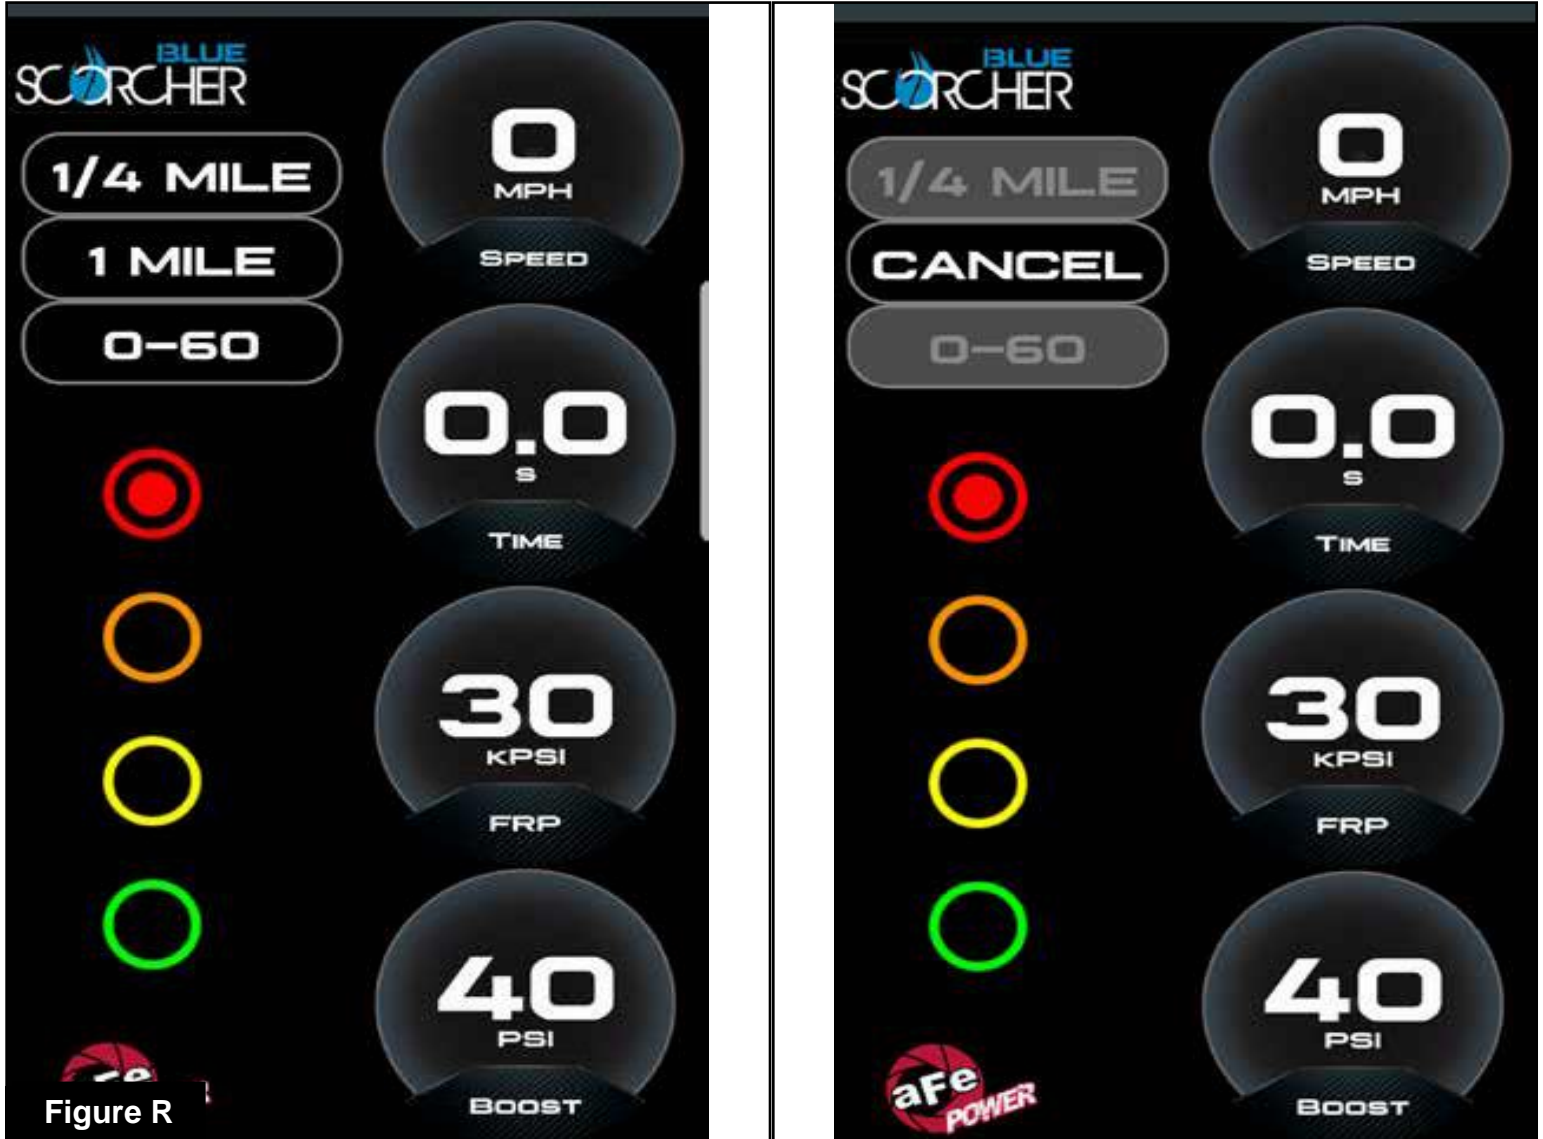 BLUE
SCORCHER
1/4 MILE
1 MILE
0-60
0
MPH
SPEED
0.0
S
TIME
30
KPSI
FRP
40
PSI
BOOST
Figure R
BLUE
SCORCHER
1/4 MILE
CANCEL
0-60
0
MPH
SPEED
0.0
S
TIME
30
KPSI
FRP
40
PSI
BOOST
aFe
POWER